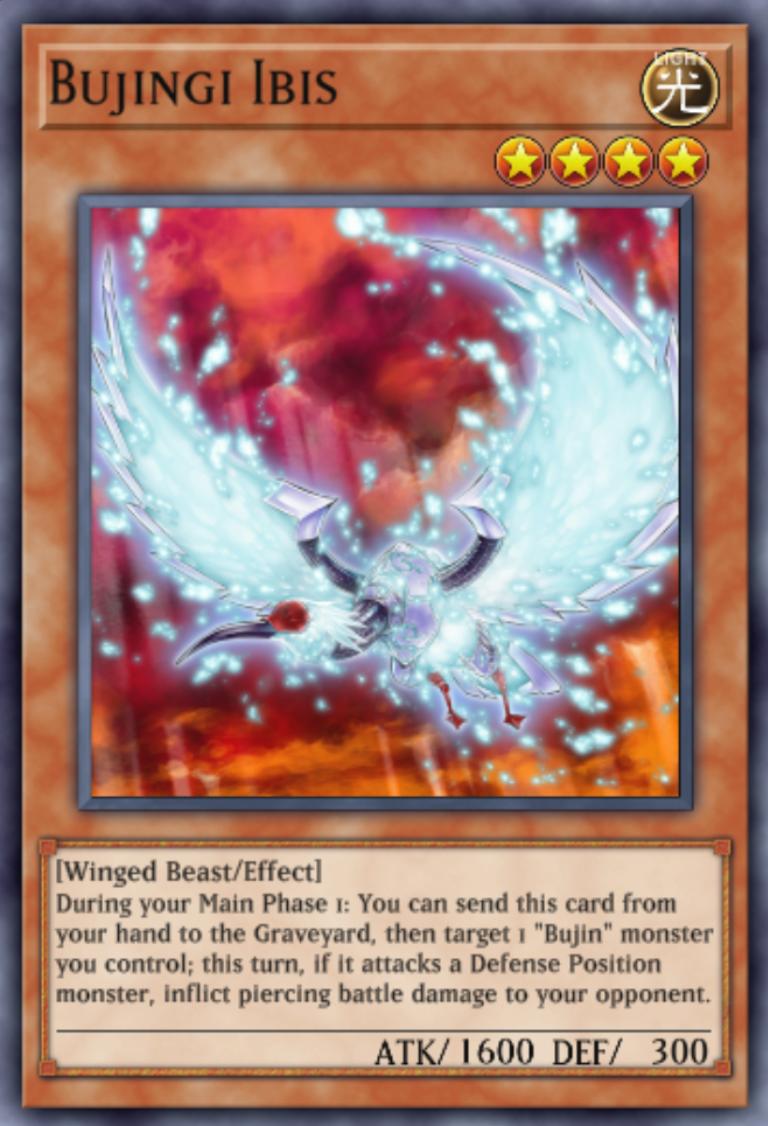 Bujingi Ibis
LIGHT
光
[Winged Beast/Effect]
During your Main Phase 1: You can send this card from
your hand to the Graveyard, then target 1 "Bujin" monster
you control; this turn, if it attacks a Defense Position
monster, inflict piercing battle damage to your opponent.
ATK/ 1600 DEF/ 300